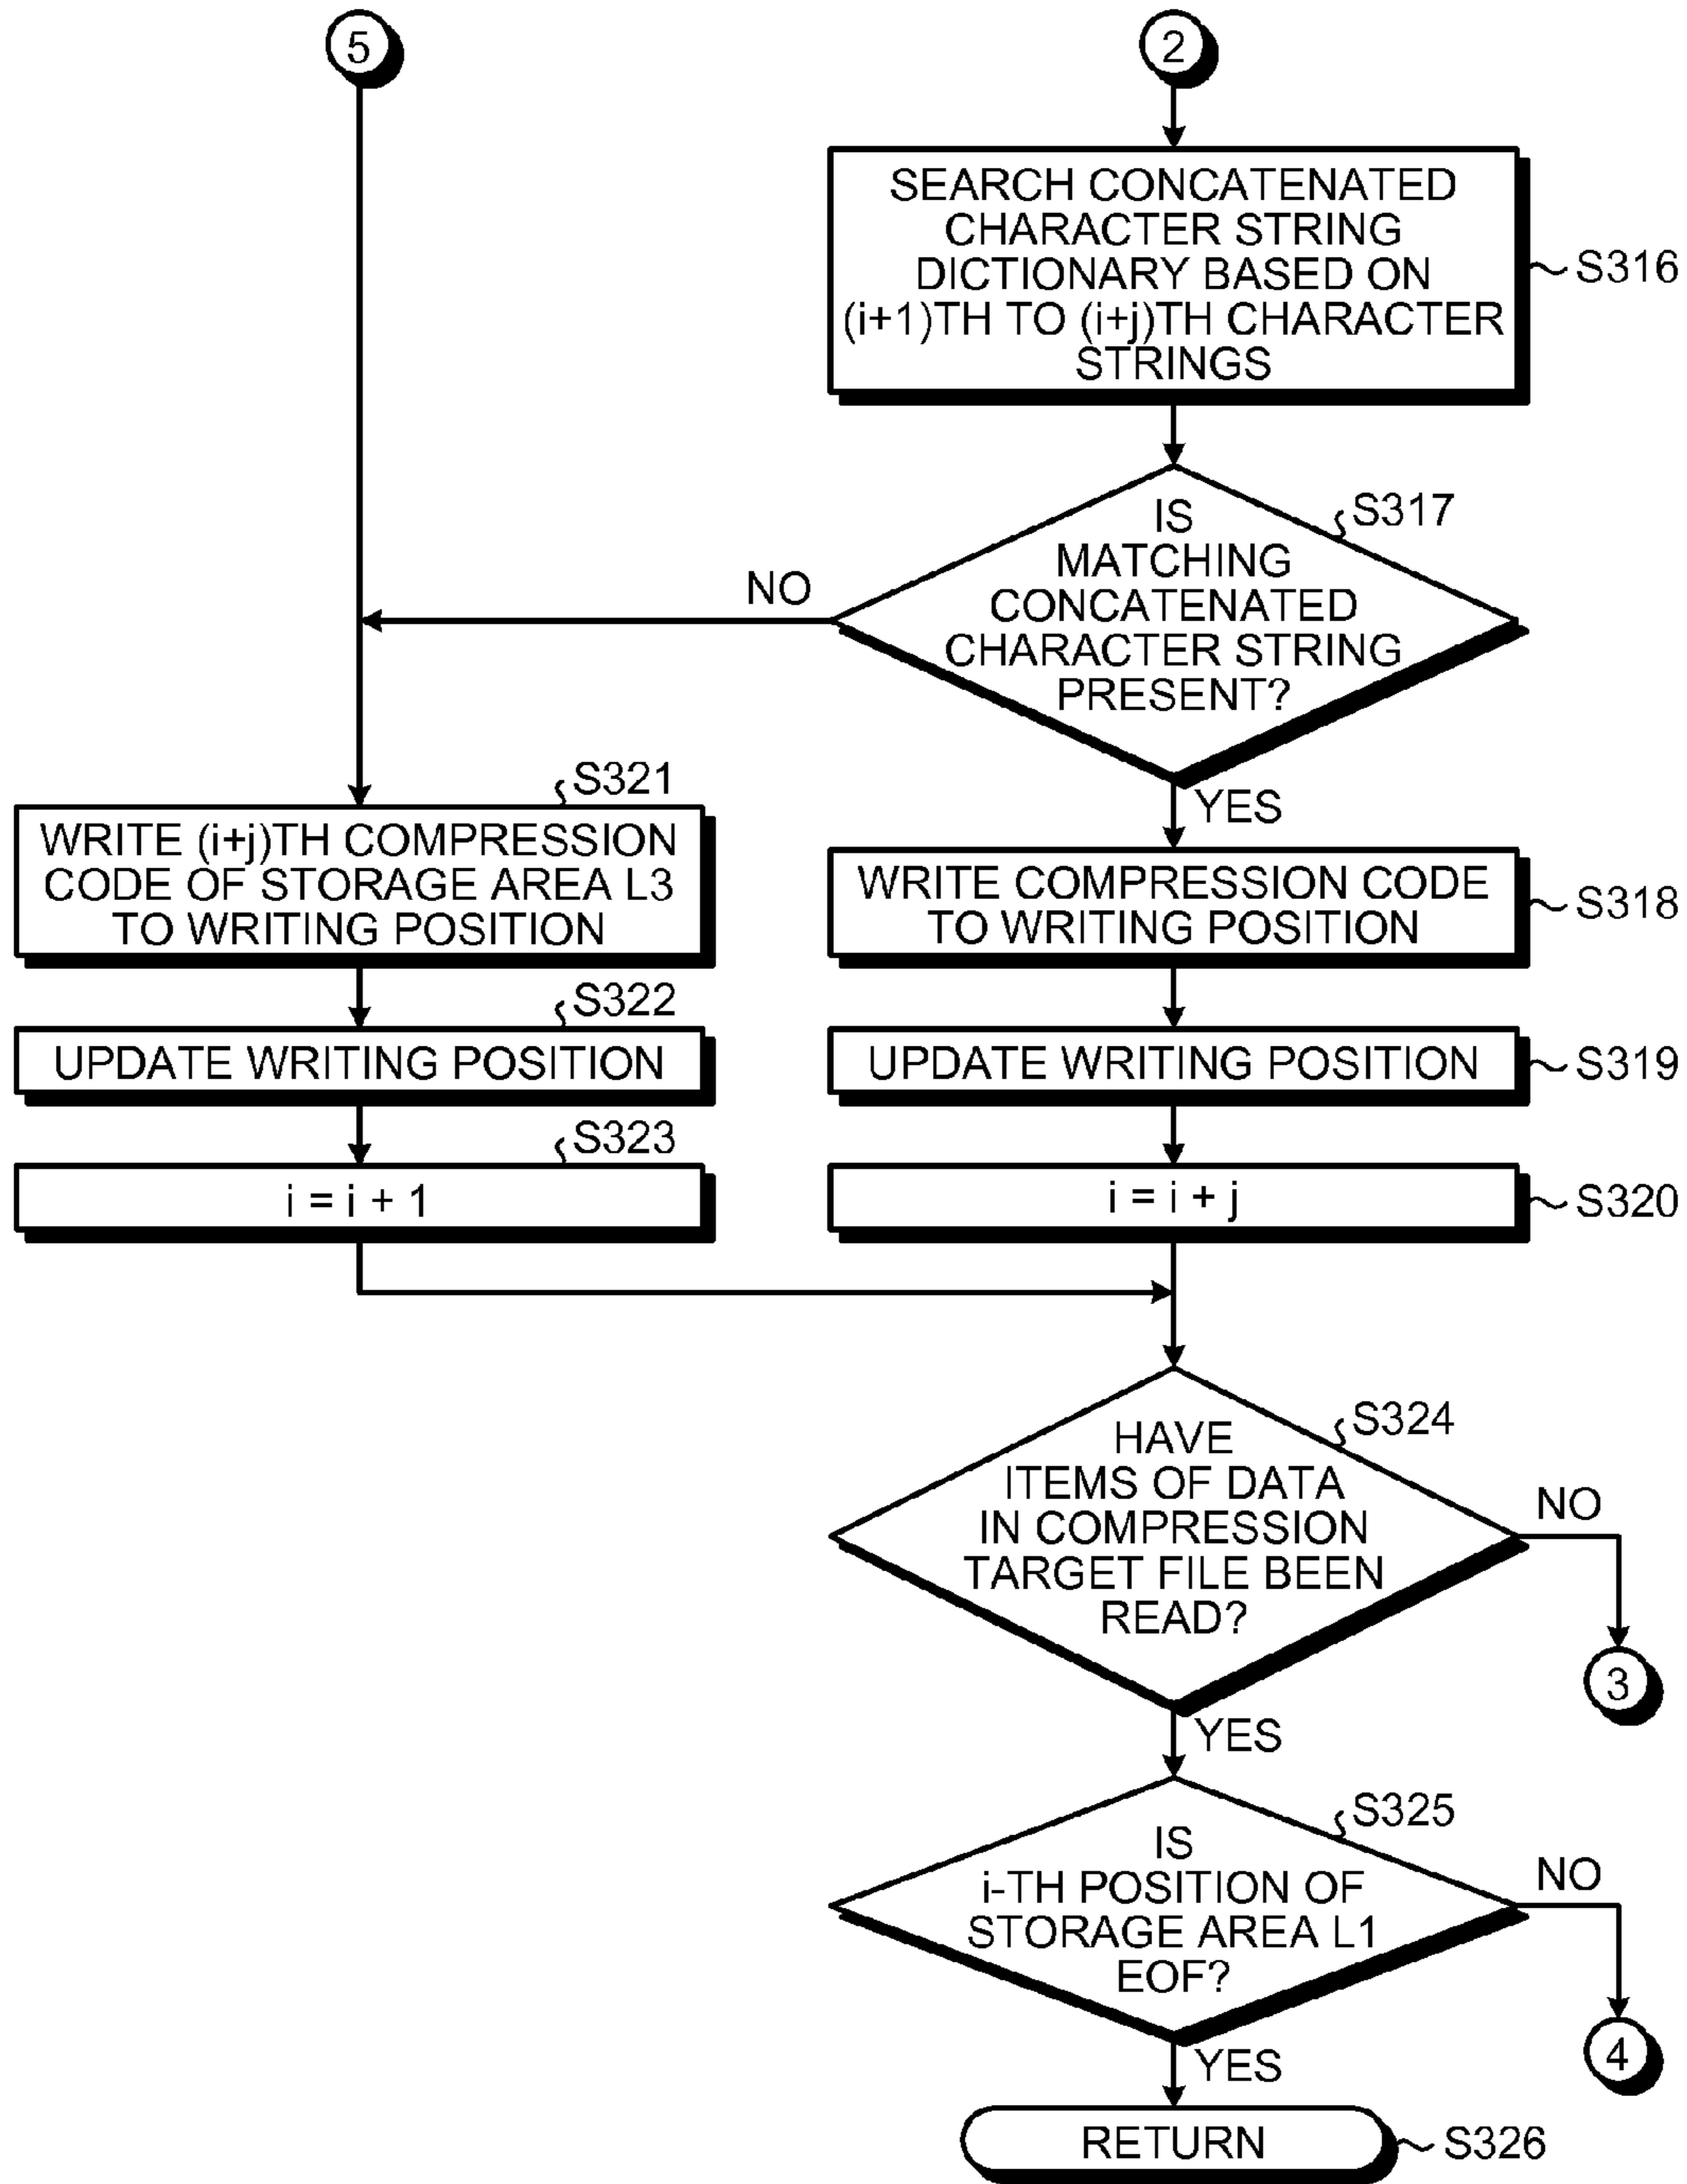 5
2
SEARCH CONCATENATED
CHARACTER STRING
DICTIONARY BASED ON
(i+1)TH TO (i+j)TH CHARACTER
STRINGS
S316
IS
MATCHING
CONCATENATED
CHARACTER STRING
PRESENT?
S317
NO
YES
S321
WRITE (i+j)TH COMPRESSION
CODE OF STORAGE AREA L3
TO WRITING POSITION
WRITE COMPRESSION CODE
TO WRITING POSITION
S318
S322
UPDATE WRITING POSITION
UPDATE WRITING POSITION
S319
S323
i = i + 1
i = i + j
S320
HAVE
ITEMS OF DATA
IN COMPRESSION
TARGET FILE BEEN
READ?
S324
NO
3
YES
IS
i-TH POSITION OF
STORAGE AREA L1
EOF?
S325
NO
4
YES
RETURN
S326